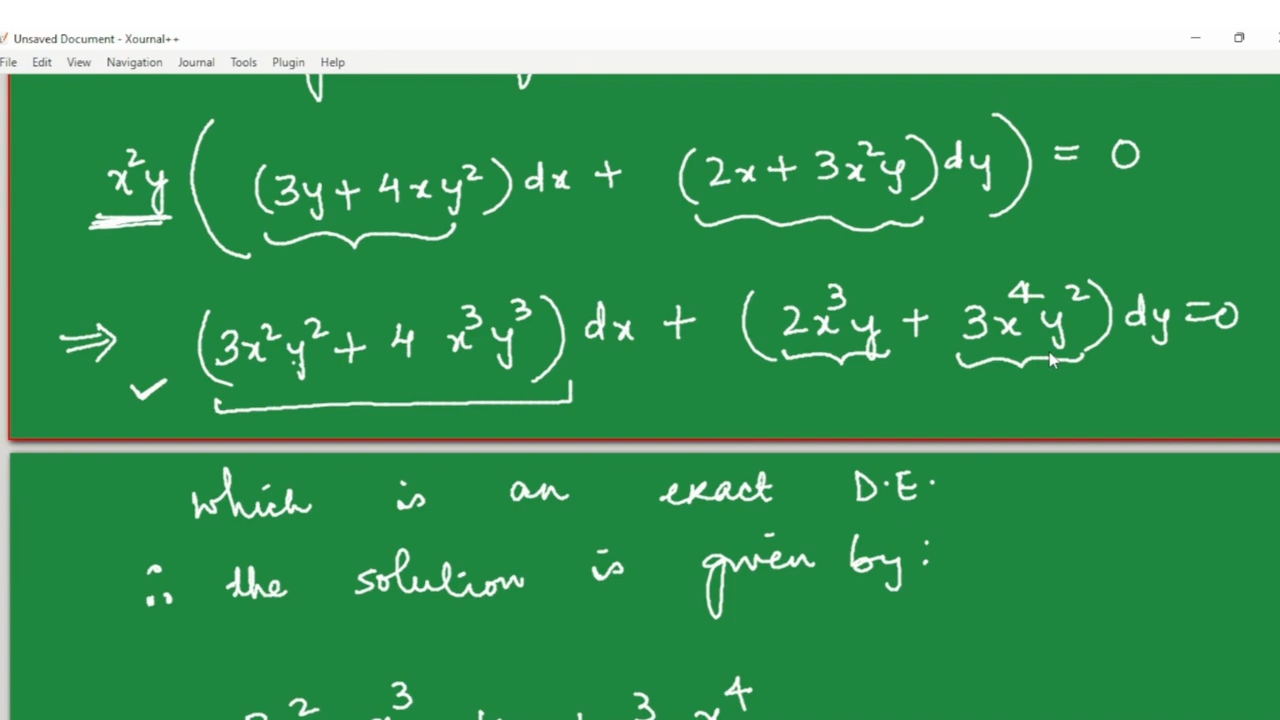 Unsaved Document - Xournal++
File Edit View Navigation Journal Tools Plugin Help
x²y ( (3y + 4xy²) dx + (2x + 3x²y) dy ) = 0
⇒ (3x²y² + 4 x³y³) dx + (2x³y + 3x⁴y²) dy = 0
which is an exact D.E.
∴ the solution is given by: